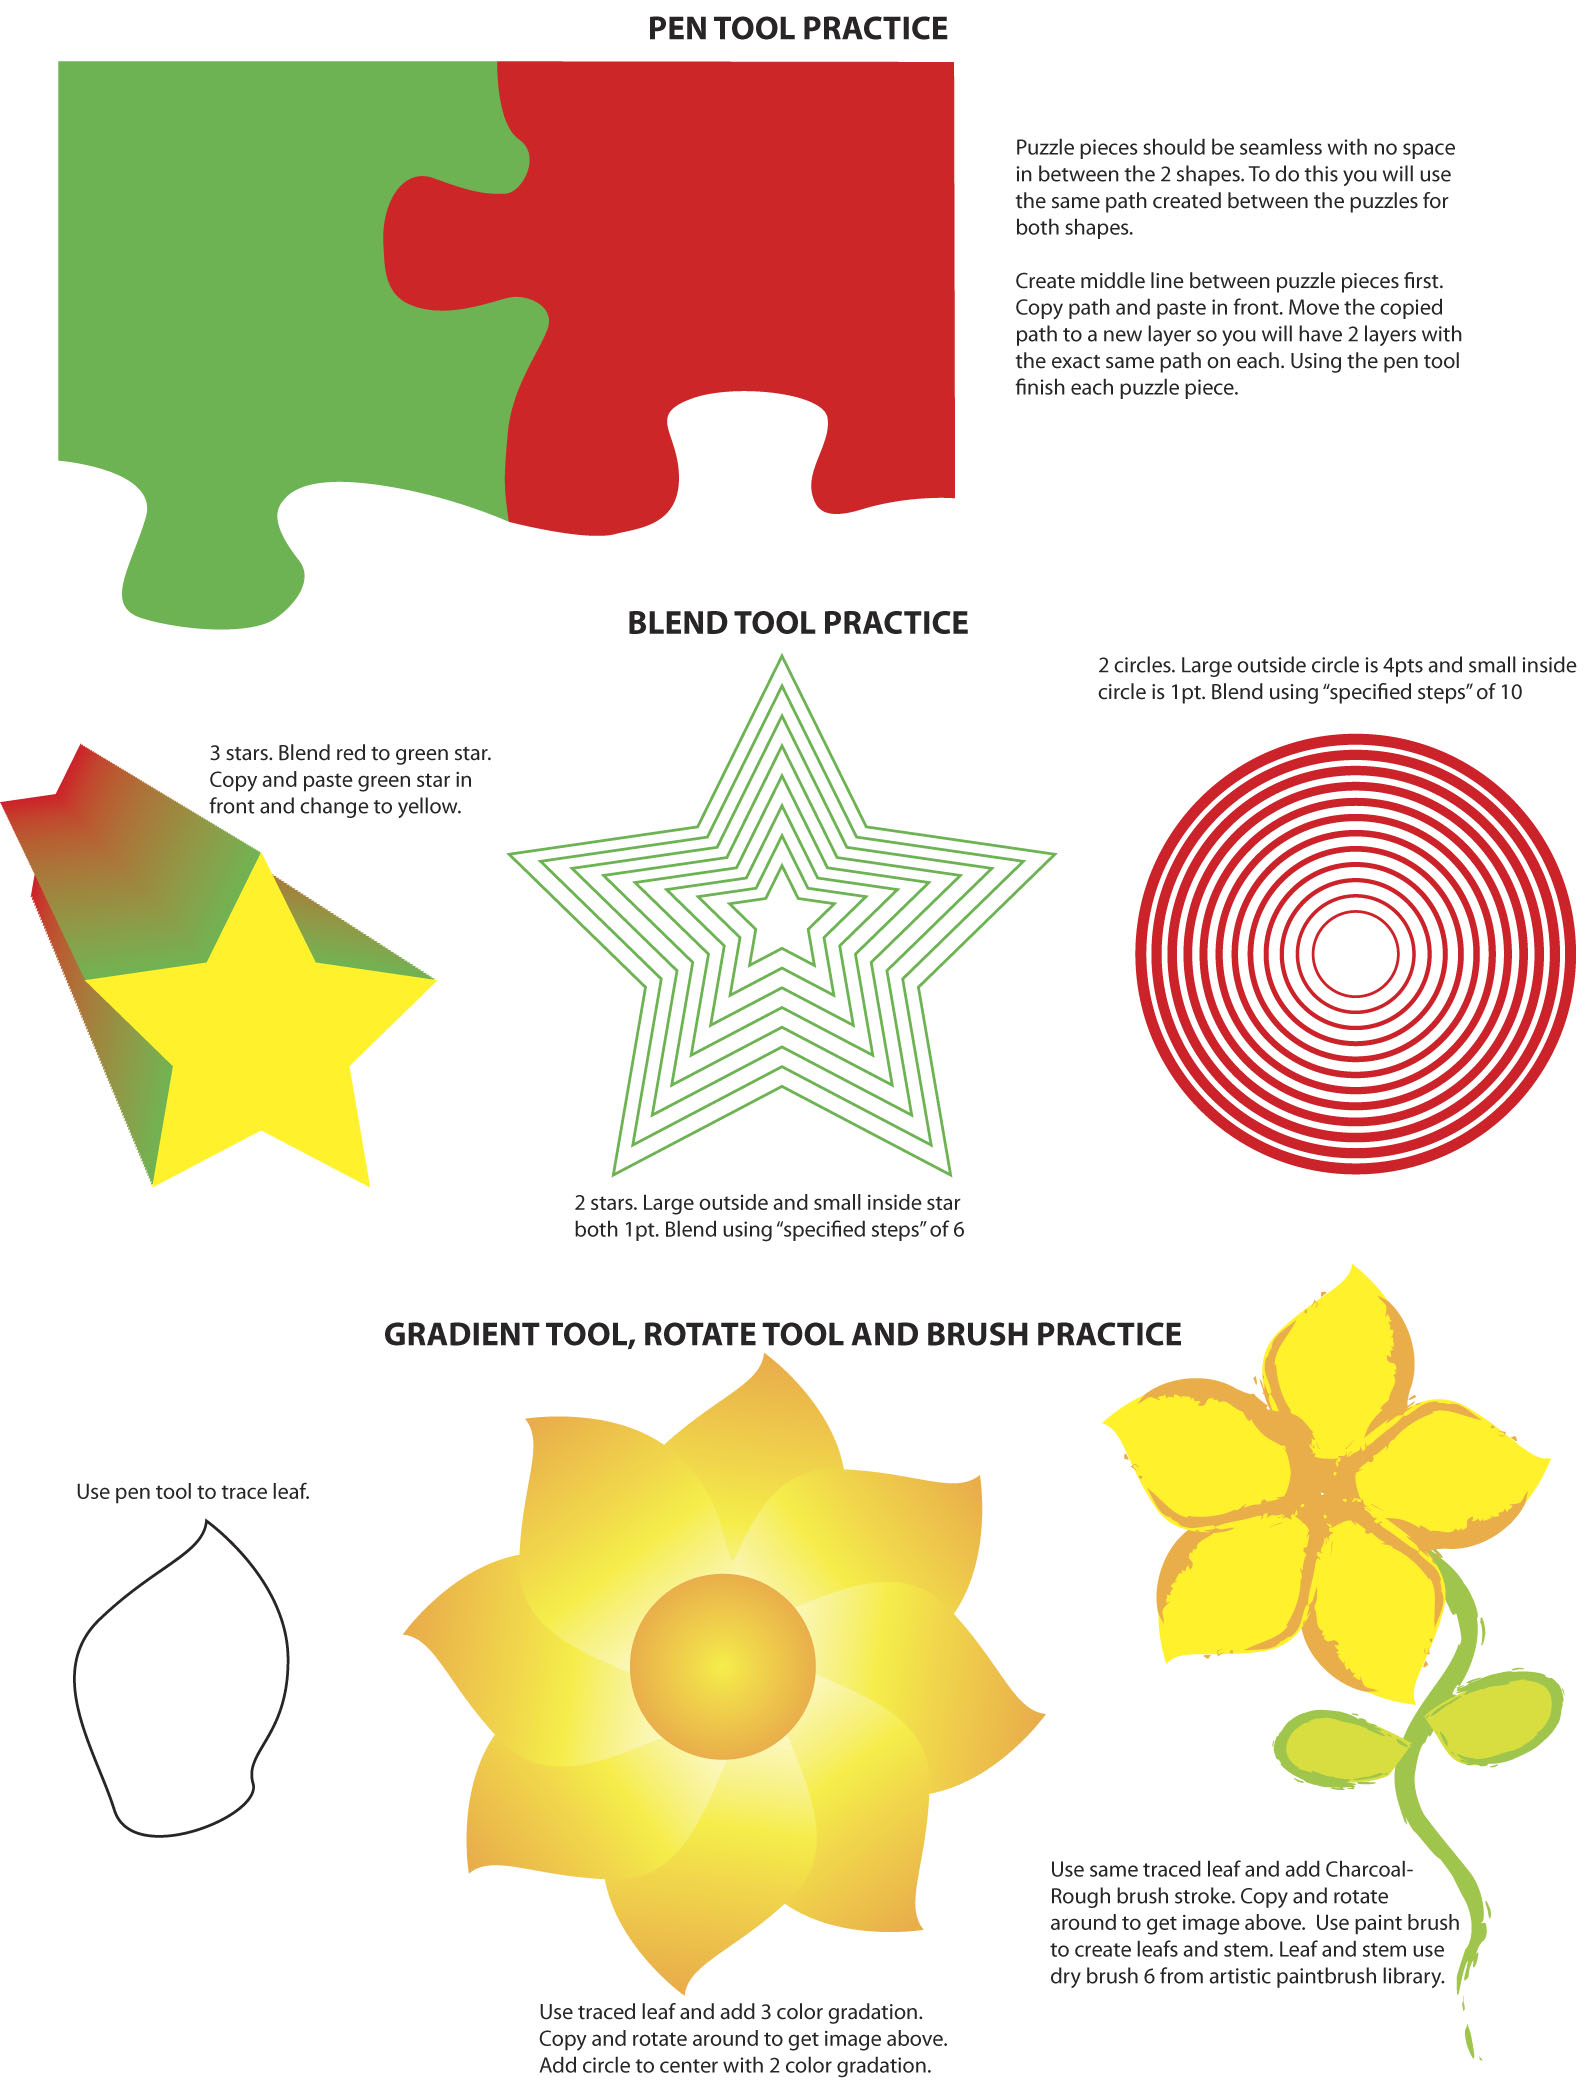 PEN TOOL PRACTICE
Puzzle pieces should be seamless with no space
in between the 2 shapes. To do this you will use
the same path created between the puzzles for
both shapes.
Create middle line between puzzle pieces first.
Copy path and paste in front. Move the copied
path to a new layer so you will have 2 layers with
the exact same path on each. Using the pen tool
finish each puzzle piece.
BLEND TOOL PRACTICE
3 stars. Blend red to green star.
Copy and paste green star in
front and change to yellow.
2 stars. Large outside and small inside star
both 1pt. Blend using “specified steps” of 6
2 circles. Large outside circle is 4pts and small inside
circle is 1pt. Blend using “specified steps” of 10
GRADIENT TOOL, ROTATE TOOL AND BRUSH PRACTICE
Use pen tool to trace leaf.
Use traced leaf and add 3 color gradation.
Copy and rotate around to get image above.
Add circle to center with 2 color gradation.
Use same traced leaf and add Charcoal-
Rough brush stroke. Copy and rotate
around to get image above.  Use paint brush
to create leafs and stem. Leaf and stem use
dry brush 6 from artistic paintbrush library.